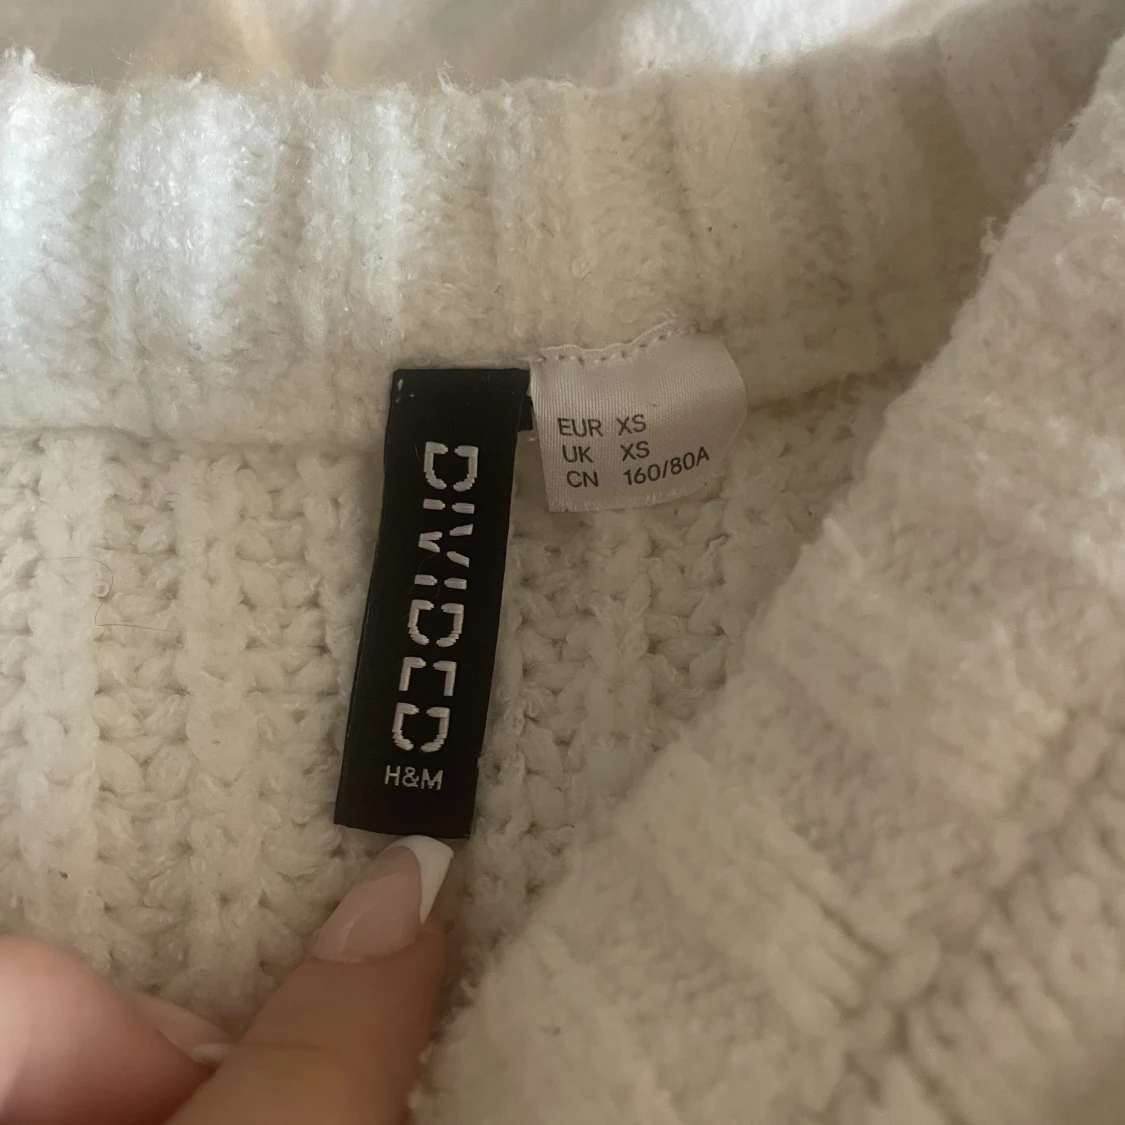 DIVIDED
H&M
EUR XS
UK XS
CN 160/80A